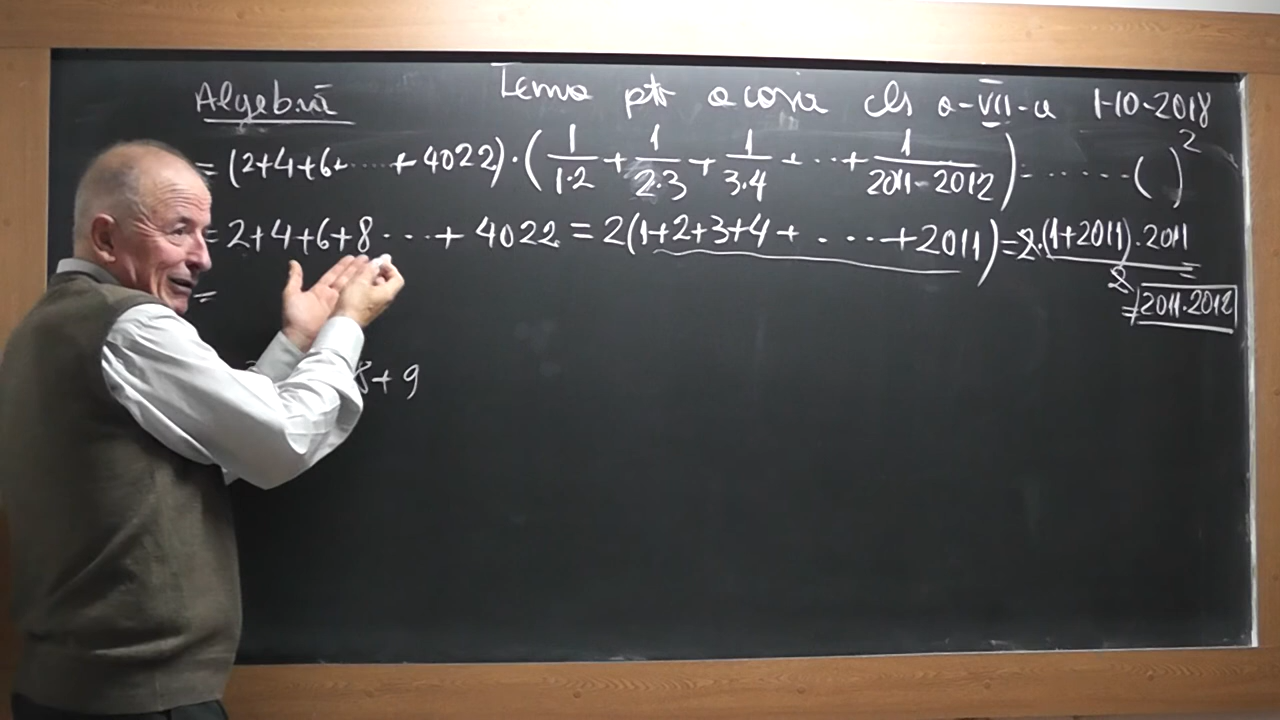 Algebră Tema ptr acasă cls a-VII-a 1-10-2018
= (2+4+6+.....+4022)·(1/1·2 + 1/2·3 + 1/3·4 +...+ 1/2011-2012) ....... ( )²
= 2+4+6+8....+ 4022 = 2(1+2+3+4+....+2011) = 2·(1+2011)·2011/2 =
= = 2011·2012
8+9